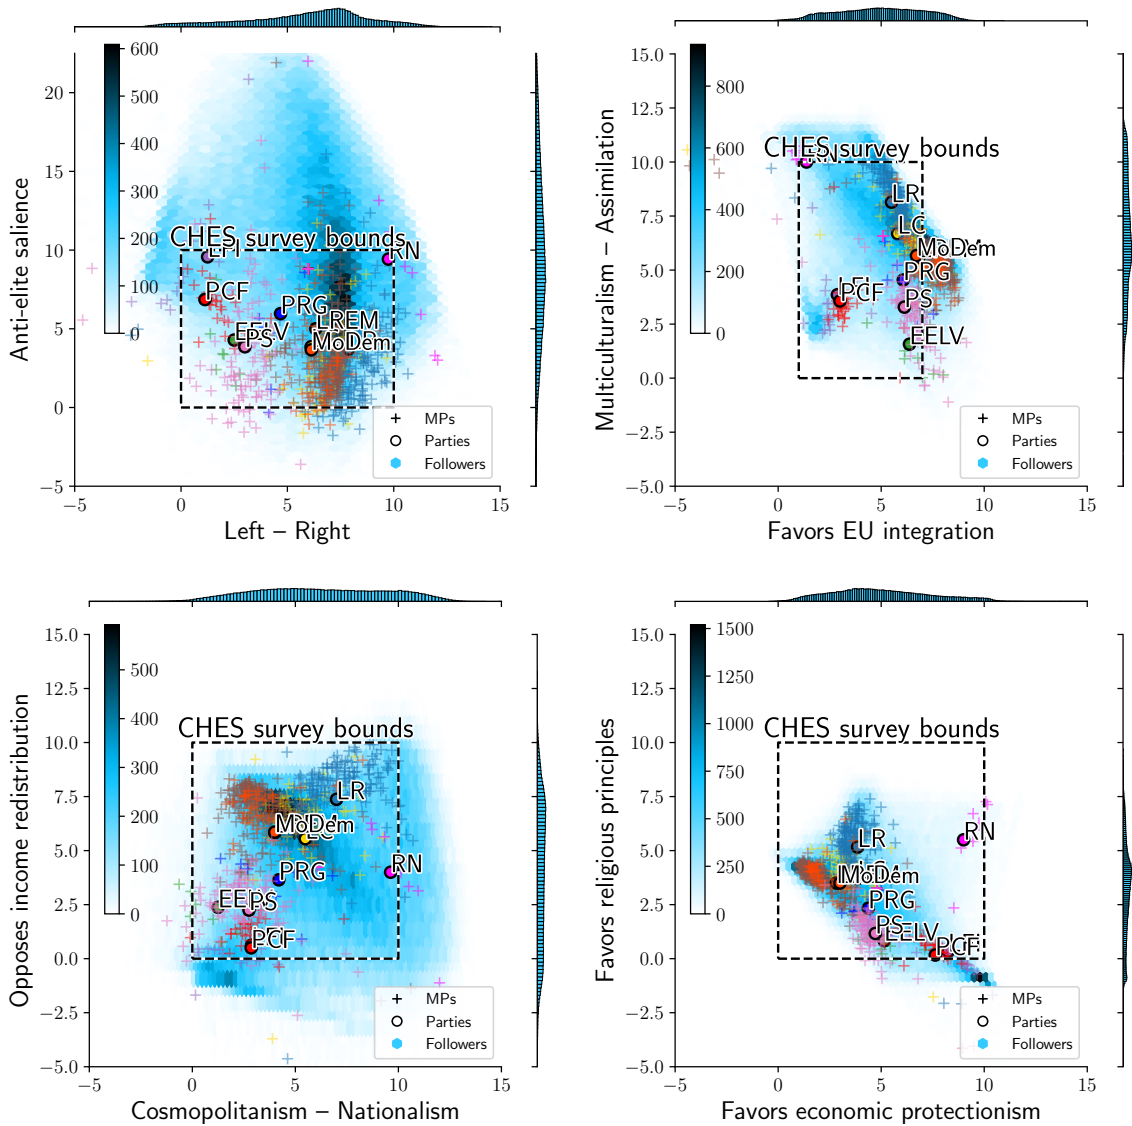 600
500
400
300
200
100
0
20
15
10
5
0
−5
−5
0
5
10
15
Anti-elite salience
Left – Right
CHES survey bounds
LFI
RN
PCF
PRG
EELV
PS
LREM
MoDem
MPs
Parties
Followers
800
600
400
200
0
15.0
12.5
10.0
7.5
5.0
2.5
0.0
−2.5
−5.0
−5
0
5
10
15
Multiculturalism – Assimilation
Favors EU integration
CHES survey bounds
RN
LR
LC
MoDem
PRG
PCF
PS
EELV
MPs
Parties
Followers
500
400
300
200
100
0
15.0
12.5
10.0
7.5
5.0
2.5
0.0
−2.5
−5.0
−5
0
5
10
15
Opposes income redistribution
Cosmopolitanism – Nationalism
CHES survey bounds
LR
MoDem
RN
PRG
PS
PCF
MPs
Parties
Followers
1500
1250
1000
750
500
250
0
15.0
12.5
10.0
7.5
5.0
2.5
0.0
−2.5
−5.0
−5
0
5
10
15
Favors religious principles
Favors economic protectionism
CHES survey bounds
LR
RN
MoDem
PRG
PS
EELV
PCF
MPs
Parties
Followers